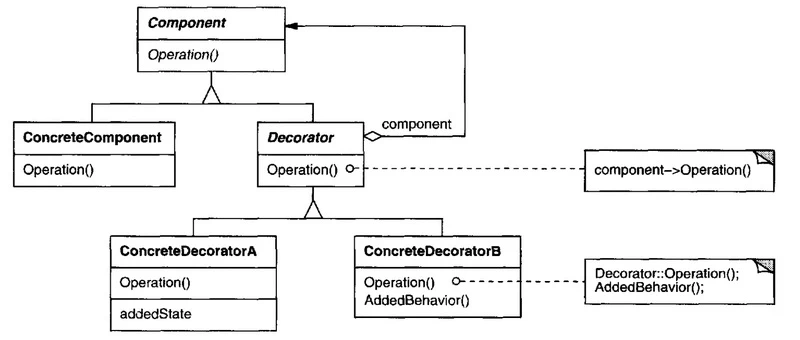 Component
Operation()
component
ConcreteComponent
Operation()
Decorator
Operation()
component->Operation()
ConcreteDecoratorA
Operation()
addedState
ConcreteDecoratorB
Operation()
AddedBehavior()
Decorator::Operation();
AddedBehavior();